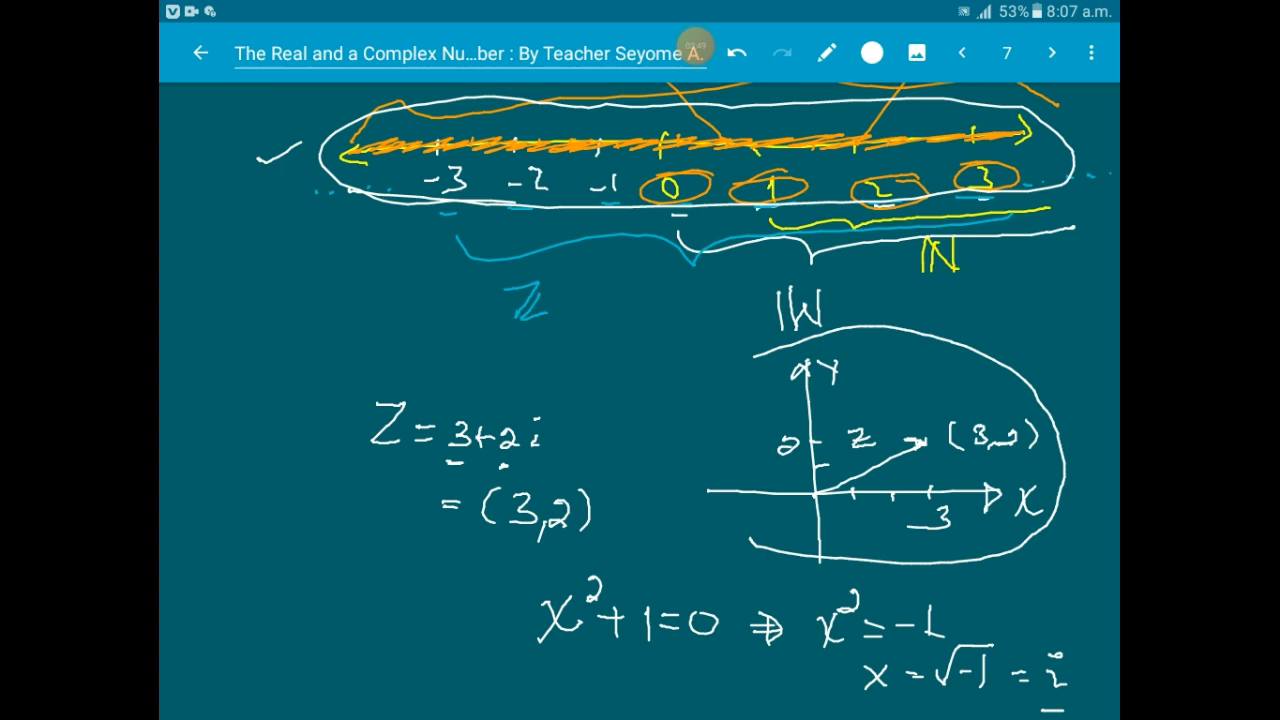 53% 8:07 a.m.
The Real and a Complex Nu...ber : By Teacher Seyome A.
7
-3 -2 -1 0 1 2 3
ℕ
Z
𝕎
Y
Z = 3+2i
2 Z (3,2)
= (3,2)
3 X
x²+1=0 ⇒ x²=-1
x = √-1 = i